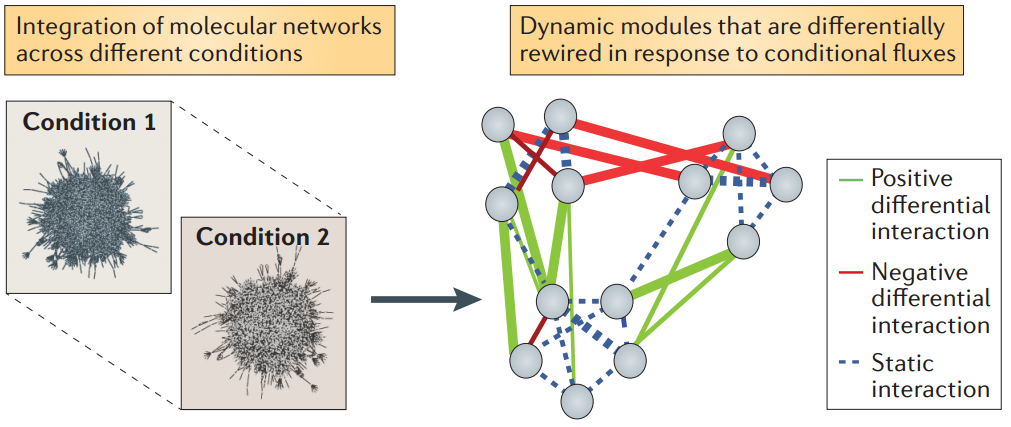 Integration of molecular networks
across different conditions
Dynamic modules that are differentially
rewired in response to conditional fluxes
Condition 1
Condition 2
Positive
differential
interaction
Negative
differential
interaction
Static
interaction